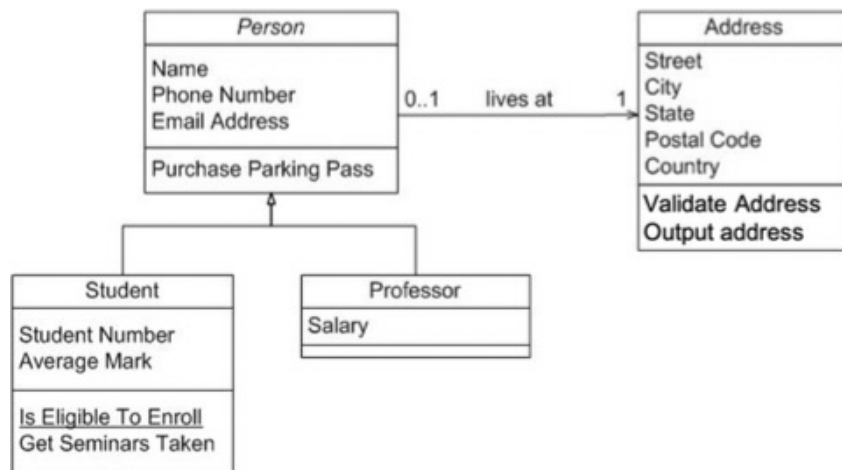 Person
Name
Phone Number
Email Address
Purchase Parking Pass
0..1 lives at 1
Address
Street
City
State
Postal Code
Country
Validate Address
Output address
Student
Student Number
Average Mark
Is Eligible To Enroll
Get Seminars Taken
Professor
Salary